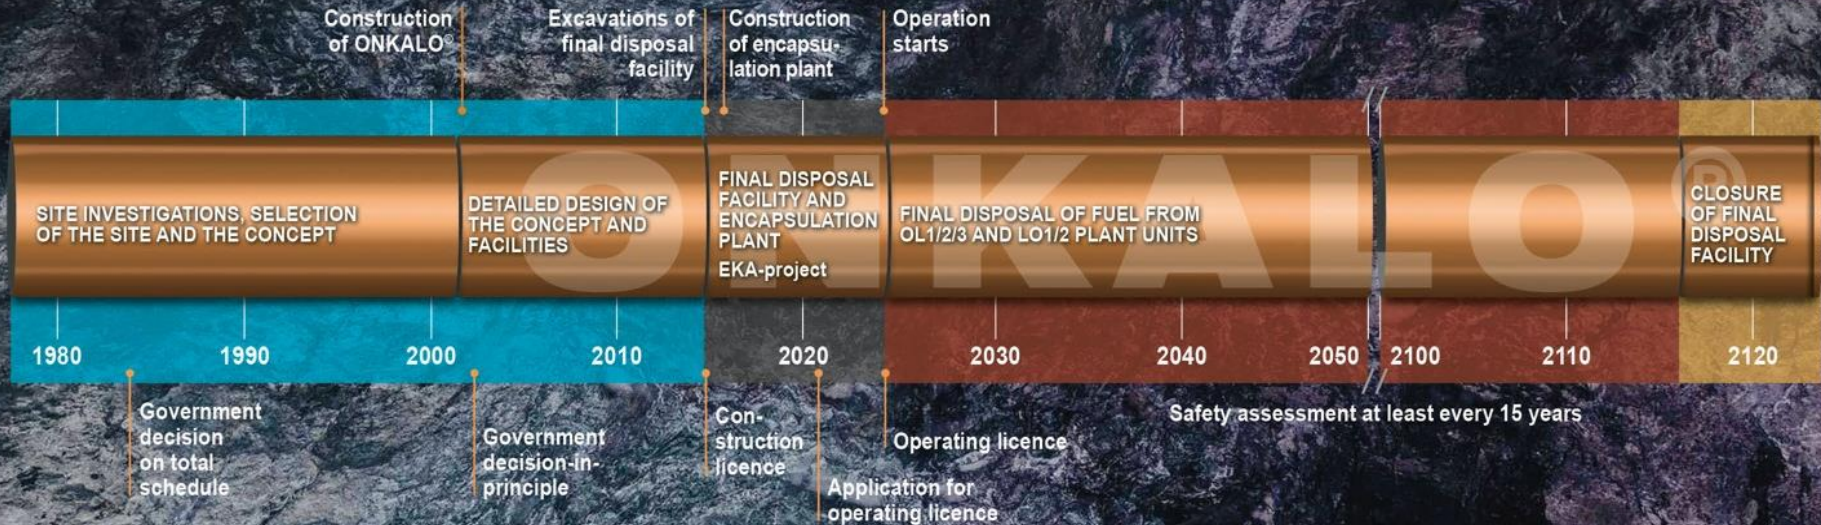 Construction
of ONKALO®
Excavations of
final disposal
facility
Construction
of encapsu-
lation plant
Operation
starts
ONKALO®
SITE INVESTIGATIONS, SELECTION
OF THE SITE AND THE CONCEPT
DETAILED DESIGN OF
THE CONCEPT AND
FACILITIES
FINAL DISPOSAL
FACILITY AND
ENCAPSULATION
PLANT
EKA-project
FINAL DISPOSAL OF FUEL FROM
OL1/2/3 AND LO1/2 PLANT UNITS
CLOSURE
OF FINAL
DISPOSAL
FACILITY
1980 1990 2000 2010 2020 2030 2040 2050 2100 2110 2120
Government
decision
on total
schedule
Government
decision-in-
principle
Con-
struction
licence
Application for
operating licence
Operating licence
Safety assessment at least every 15 years